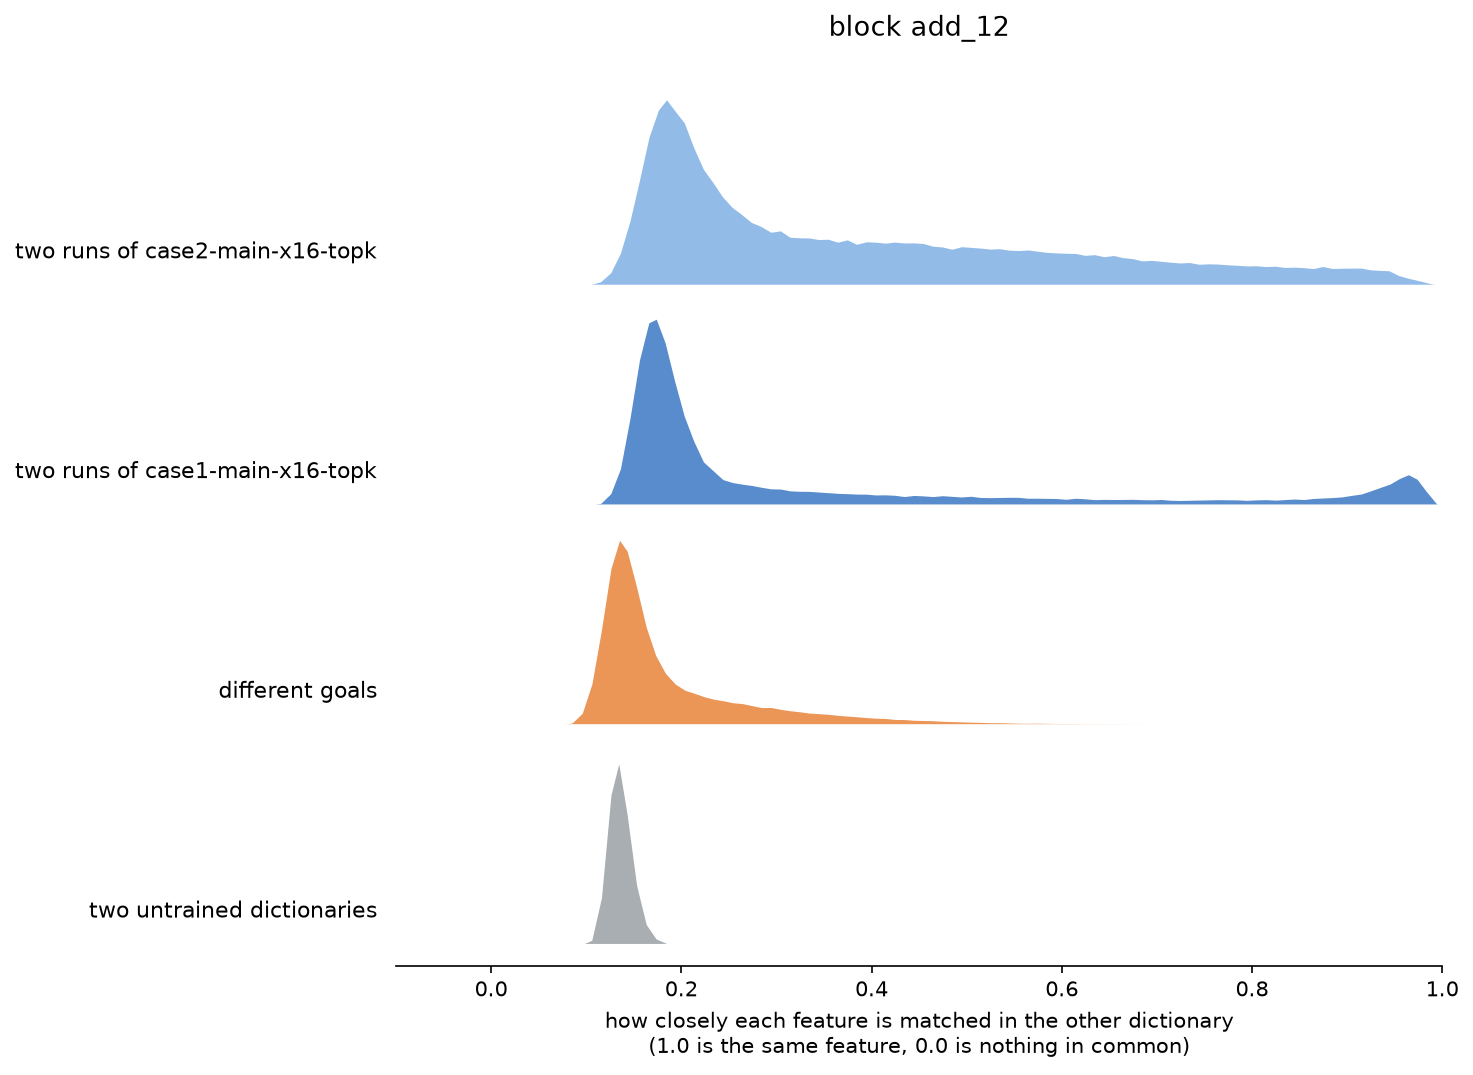 block add_12
two runs of case2-main-x16-topk
two runs of case1-main-x16-topk
different goals
two untrained dictionaries
0.0 0.2 0.4 0.6 0.8 1.0
how closely each feature is matched in the other dictionary
(1.0 is the same feature, 0.0 is nothing in common)